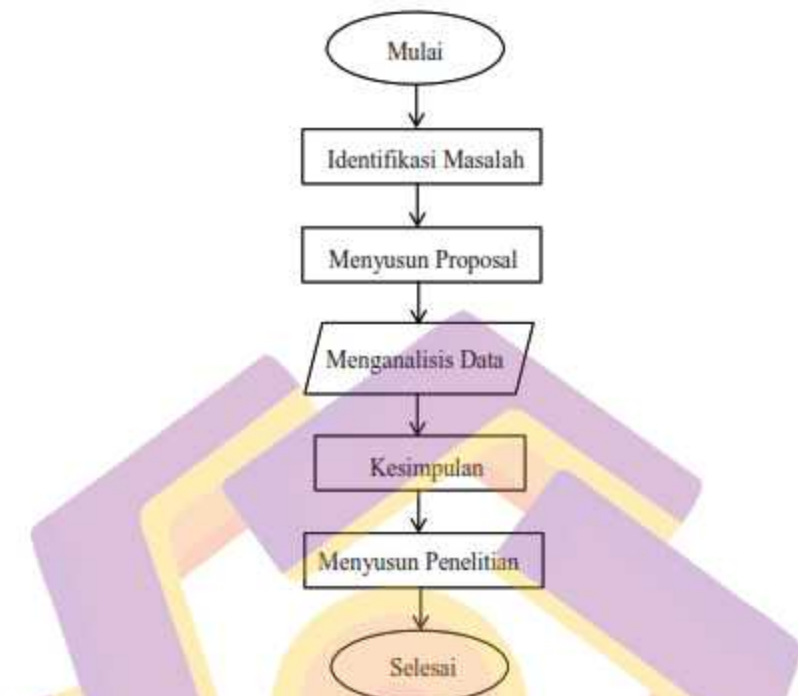 Mulai
Identifikasi Masalah
Menyusun Proposal
Menganalisis Data
Kesimpulan
Menyusun Penelitian
Selesai